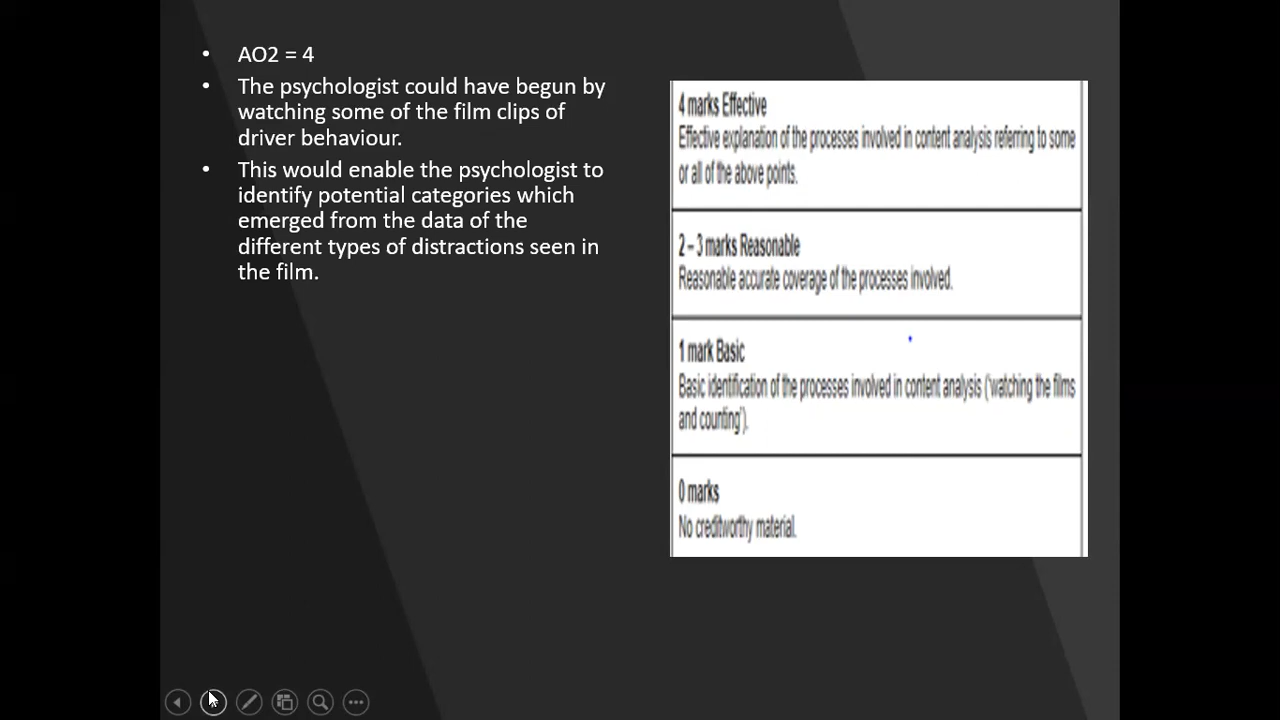 AO2 = 4
The psychologist could have begun by
watching some of the film clips of
driver behaviour.
This would enable the psychologist to
identify potential categories which
emerged from the data of the
different types of distractions seen in
the film.
4 marks Effective
Effective explanation of the processes involved in content analysis referring to some
or all of the above points.
2 – 3 marks Reasonable
Reasonable accurate coverage of the processes involved.
1 mark Basic
Basic identification of the processes involved in content analysis (‘watching the films
and counting’).
0 marks
No creditworthy material.